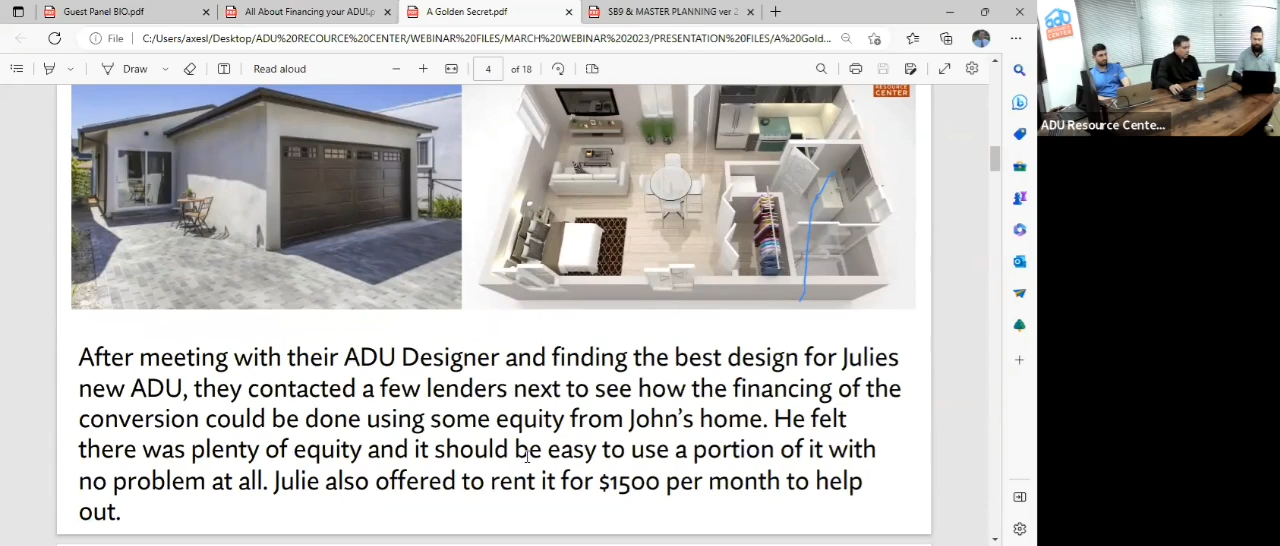 Guest Panel BIO.pdf
All About Financing your ADU!.p
A Golden Secret.pdf
SB9 & MASTER PLANNING ver 2
File
C:/Users/axesl/Desktop/ADU%20RECOURCE%20CENTER/WEBINAR%20FILES/MARCH%20WEBINAR%202023/PRESENTATION%20FILES/A%20Gold...
Draw
Read aloud
4 of 18
RESOURCE
CENTER
ADU Resource Cente...
After meeting with their ADU Designer and finding the best design for Julies
new ADU, they contacted a few lenders next to see how the financing of the
conversion could be done using some equity from John's home. He felt
there was plenty of equity and it should be easy to use a portion of it with
no problem at all. Julie also offered to rent it for $1500 per month to help
out.